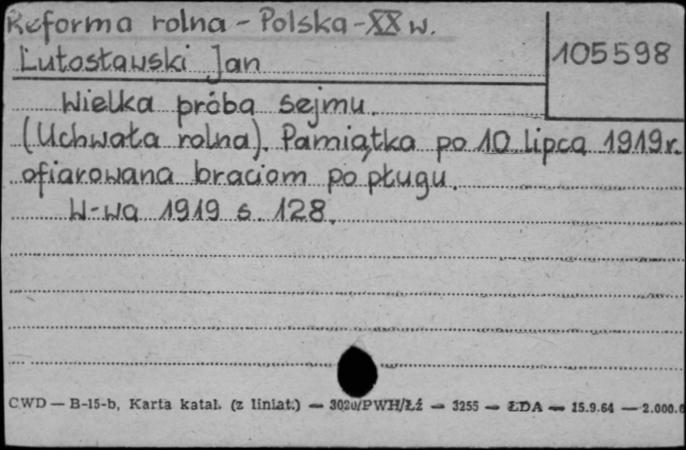 Reforma rolna - Polska - XX w.
Lutosławski Jan
105598
Wielka próba sejmu.
(Uchwała rolna). Pamiątka po 10 lipca 1919 r.
ofiarowana braciom po pługu.
W-wa 1919 s. 128.
CWD — B-15-b, Karta katal. (z liniat.) — 3020/PWH/Łź — 3255 — ŁDA — 15.9.64 — 2.000.0